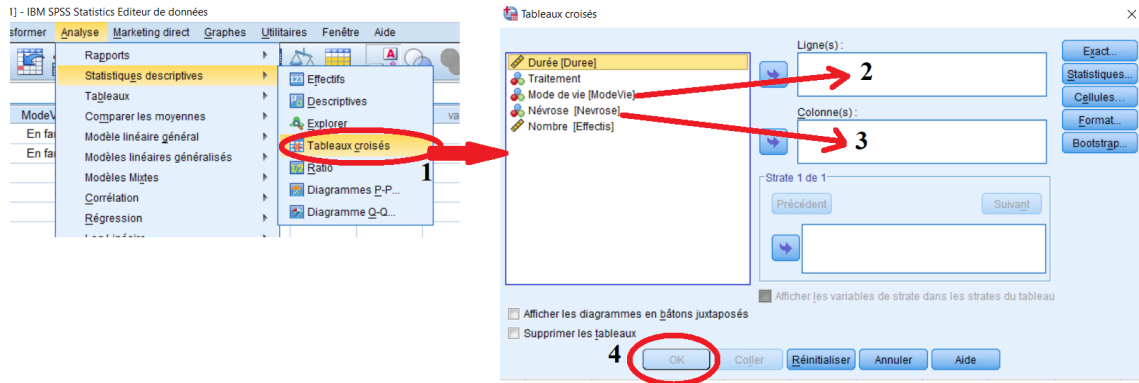 1] - IBM SPSS Statistics Editeur de données
sformer Analyse Marketing direct Graphes Utilitaires Fenêtre Aide
Rapports
Statistiques descriptives
Tableaux
Comparer les moyennes
Modèle linéaire général
Modèles linéaires généralisés
Modèles Mixtes
Corrélation
Régression
ModeV
En fai
En fai
Effectifs
Descriptives
Explorer
Tableaux croisés
Ratio
Diagrammes P-P...
Diagramme Q-Q...
va
1
Tableaux croisés
Durée [Duree]
Traitement
Mode de vie [ModeVie]
Névrose [Nevrose]
Nombre [Effectis]
Ligne(s) :
2
Colonne(s) :
3
Strate 1 de 1
Précédent Suivant
Afficher les variables de strate dans les strates du tableau
Exact...
Statistiques...
Cellules...
Format...
Bootstrap...
Afficher les diagrammes en bâtons juxtaposés
Supprimer les tableaux
4
OK Coller Réinitialiser Annuler Aide